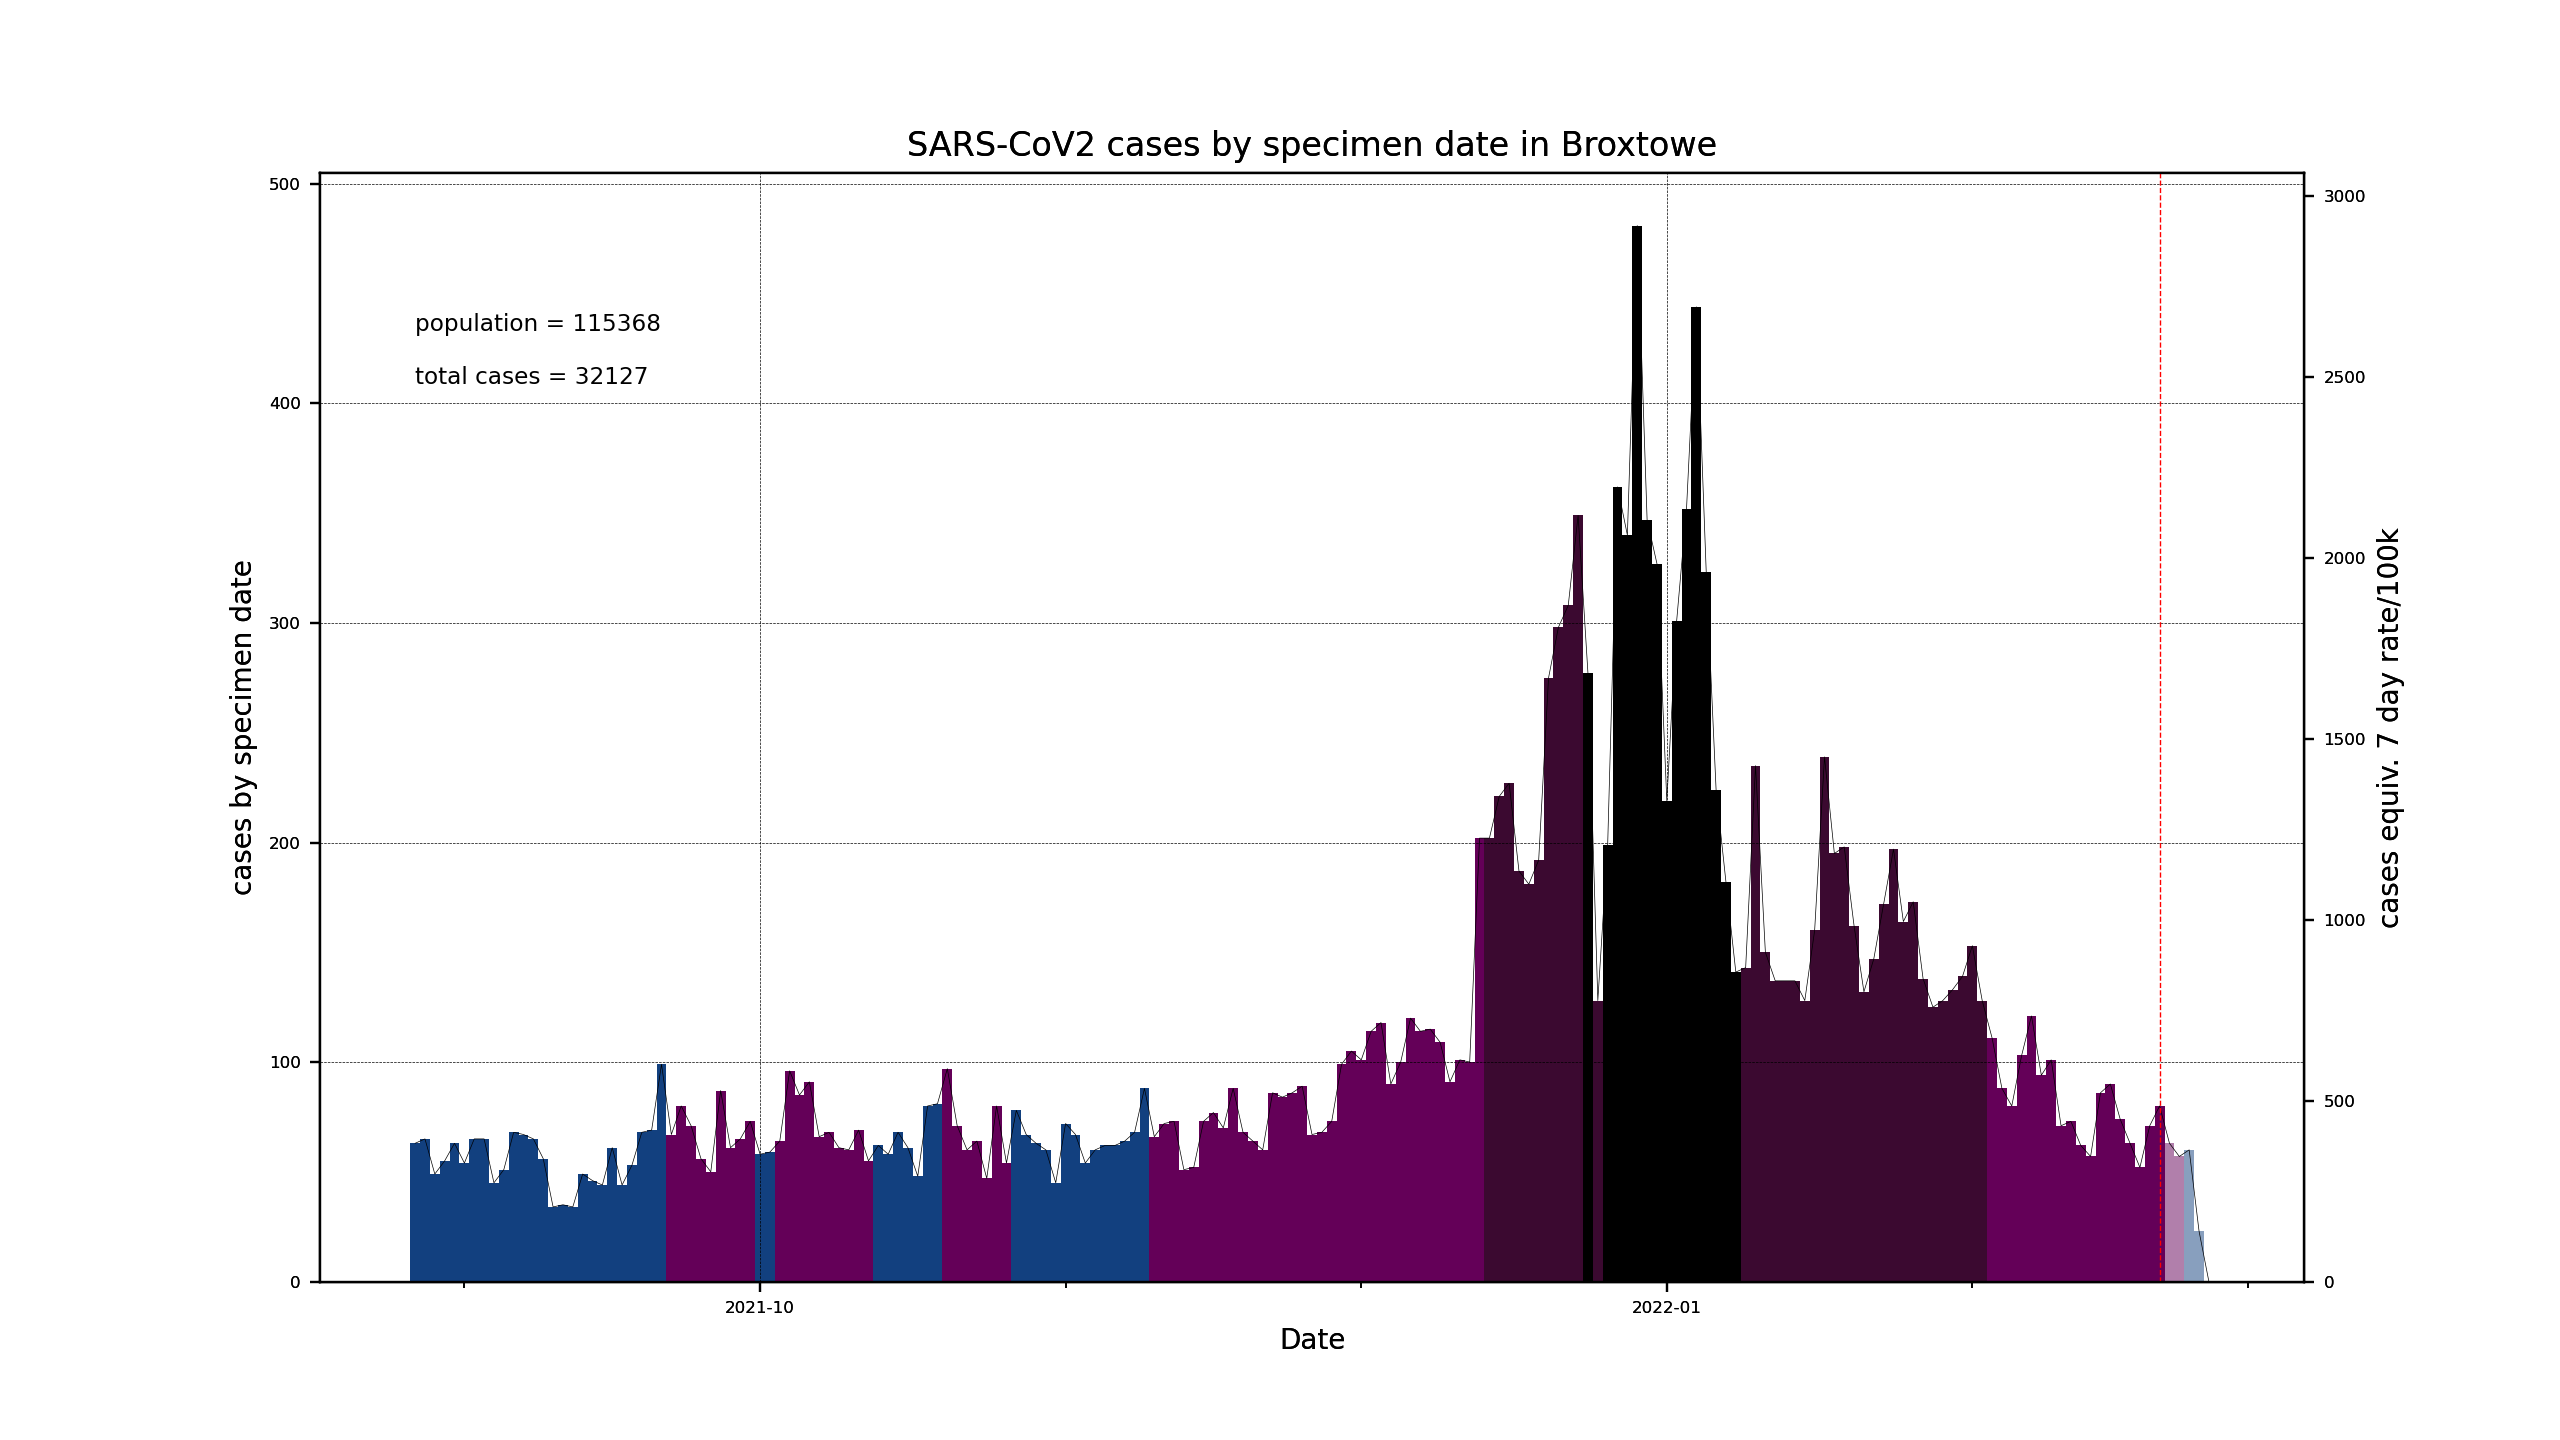 SARS-CoV2 cases by specimen date in Broxtowe
population = 115368
total cases = 32127
cases by specimen date
500
400
300
200
100
0
3000
2500
2000
1500
1000
500
0
cases equiv. 7 day rate/100k
2021-10
2022-01
Date